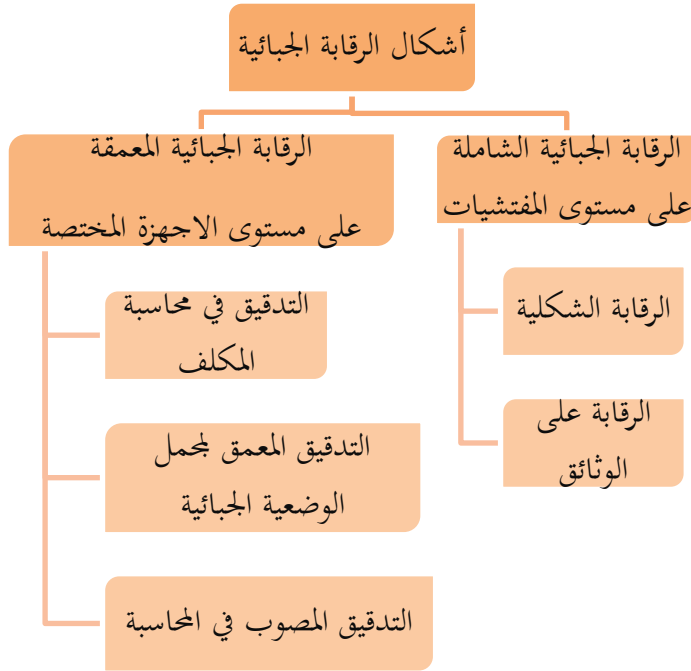 أشكال الرقابة الجبائية
الرقابة الجبائية الشاملة
على مستوى المفتشيات
الرقابة الشكلية
الرقابة على
الوثائق
الرقابة الجبائية المعمقة
على مستوى الاجهزة المختصة
التدقيق في محاسبة
المكلف
التدقيق المعمق لمجمل
الوضعية الجبائية
التدقيق المصوب في المحاسبة